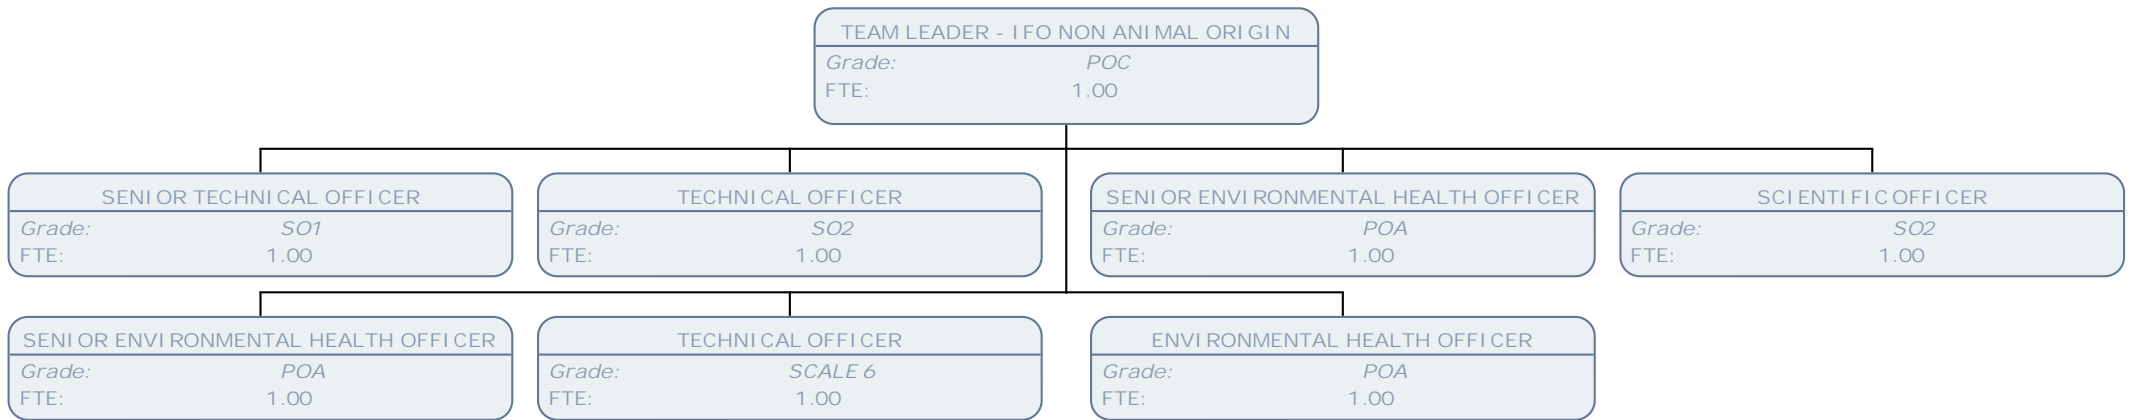 TEAM LEADER - IFO NON ANIMAL ORIGIN
Grade: POC
FTE: 1.00
SENIOR TECHNICAL OFFICER
Grade: SO1
FTE: 1.00
TECHNICAL OFFICER
Grade: SO2
FTE: 1.00
SENIOR ENVIRONMENTAL HEALTH OFFICER
Grade: POA
FTE: 1.00
SCIENTIFIC OFFICER
Grade: SO2
FTE: 1.00
SENIOR ENVIRONMENTAL HEALTH OFFICER
Grade: POA
FTE: 1.00
TECHNICAL OFFICER
Grade: SCALE 6
FTE: 1.00
ENVIRONMENTAL HEALTH OFFICER
Grade: POA
FTE: 1.00